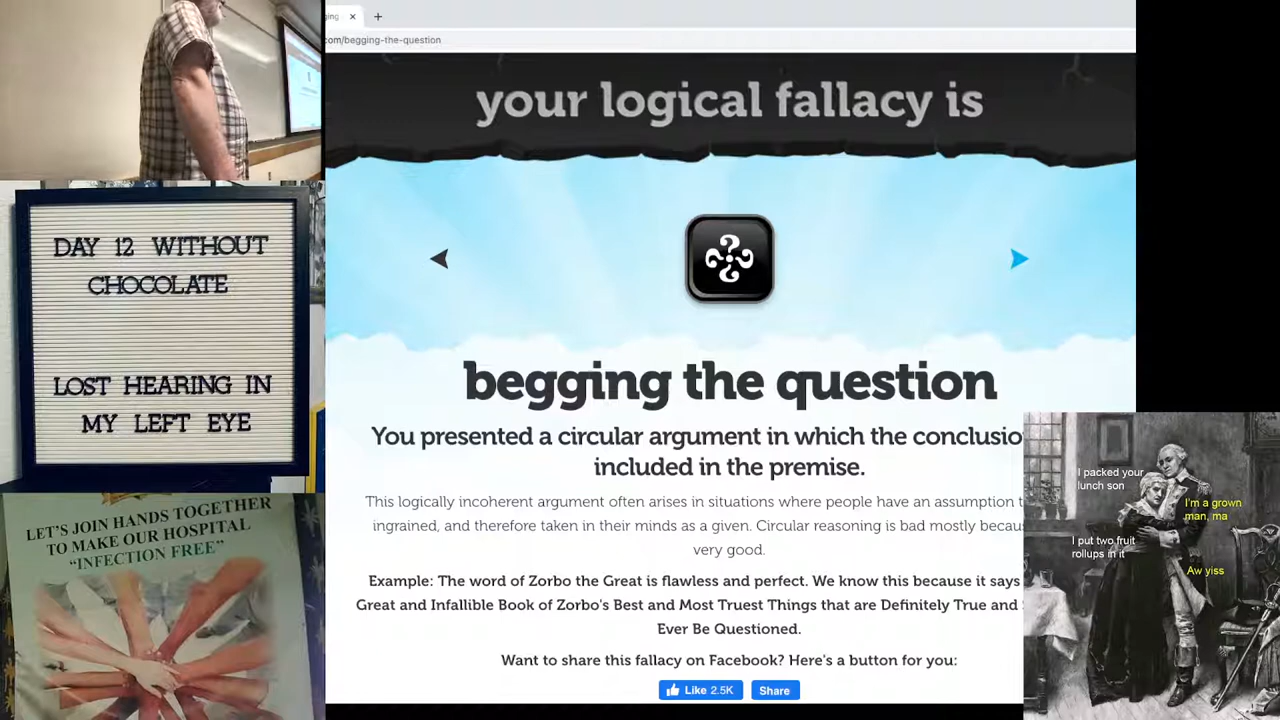 ging
com/begging-the-question
your logical fallacy is
begging the question
You presented a circular argument in which the
included in the premise.
This logically incoherent argument often arises in situations where people have an assumption
ingrained, and therefore taken in their minds as a given. Circular reasoning is bad mostly
very good.
Example: The word of Zorbo the Great is flawless and perfect. We know this because it says
Great and Infallible Book of Zorbo's Best and Most Truest Things that are Definitely True and
Ever Be Questioned.
Want to share this fallacy on Facebook? Here's a button for you:
Like 2.5K
Share
DAY 12 WITHOUT
CHOCOLATE
LOST HEARING IN
MY LEFT EYE
LET'S JOIN HANDS TOGETHER
TO MAKE OUR HOSPITAL
“INFECTION FREE”
I packed your
lunch son
I'm a grown
man, ma
I put two fruit
rollups in it
Aw yiss